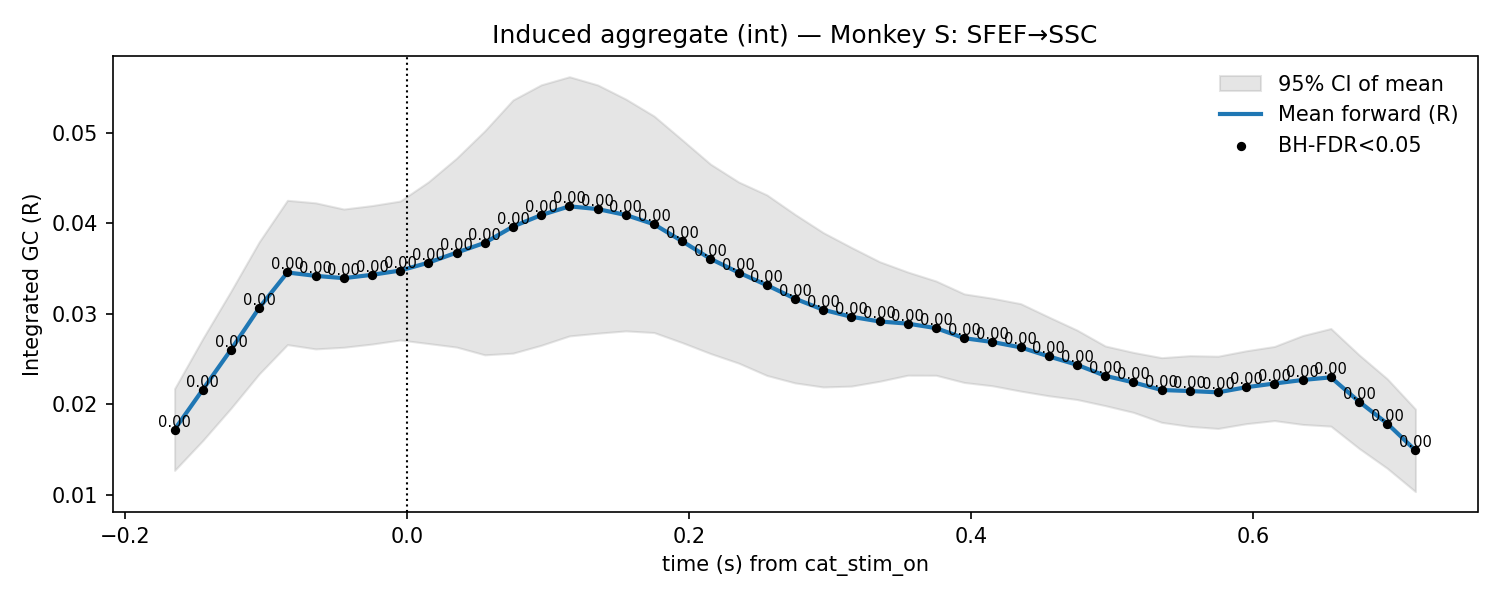 Induced aggregate (int) — Monkey S: SFEF→SSC
95% CI of mean
Mean forward (R)
BH-FDR<0.05
Integrated GC (R)
0.05
0.04
0.03
0.02
0.01
0.00 0.00 0.00 0.00 0.00 0.00 0.00 0.00 0.00 0.00 0.00 0.00 0.00 0.00 0.00 0.00 0.00 0.00 0.00 0.00 0.00 0.00 0.00 0.00 0.00 0.00 0.00 0.00 0.00 0.00 0.00 0.00 0.00 0.00 0.00 0.00 0.00 0.00 0.00 0.00 0.00 0.00 0.00 0.00 0.00
−0.2 0.0 0.2 0.4 0.6
time (s) from cat_stim_on